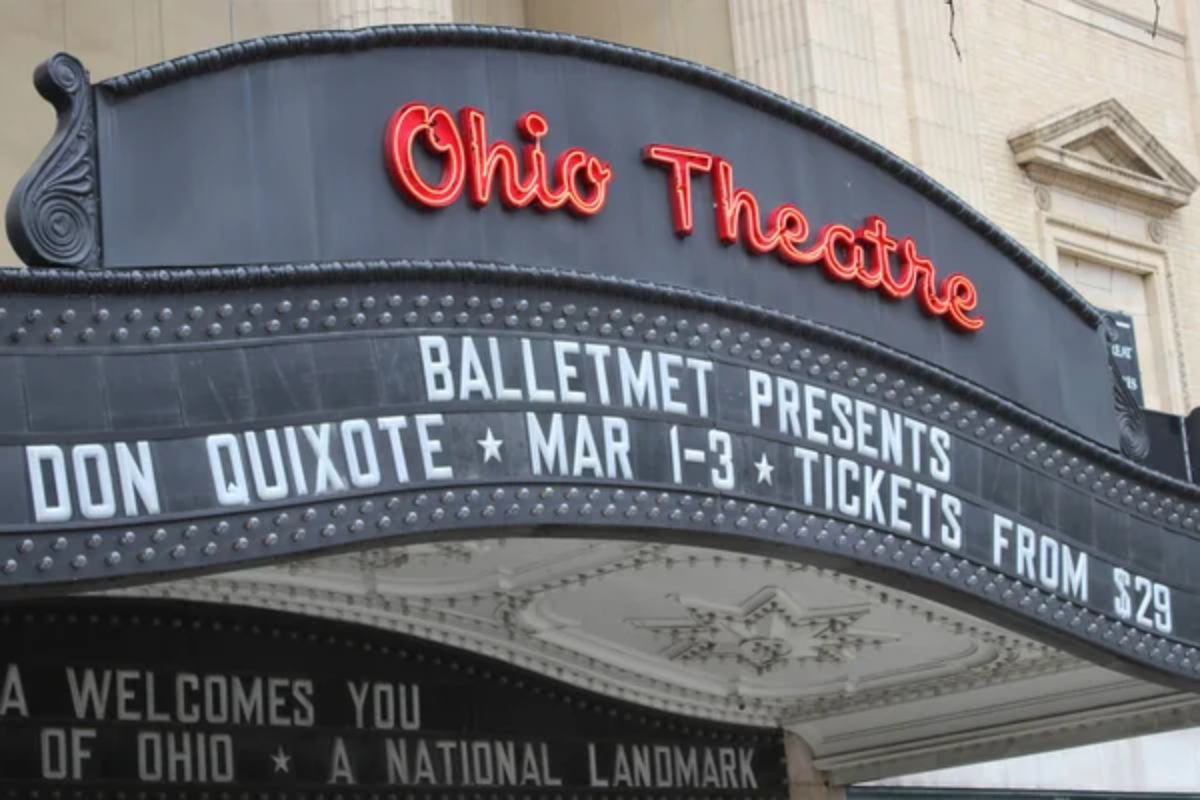 Ohio Theatre
BALLETMET PRESENTS
DON QUIXOTE ★ MAR 1-3 ★ TICKETS FROM $29
A WELCOMES YOU
OF OHIO ★ A NATIONAL LANDMARK